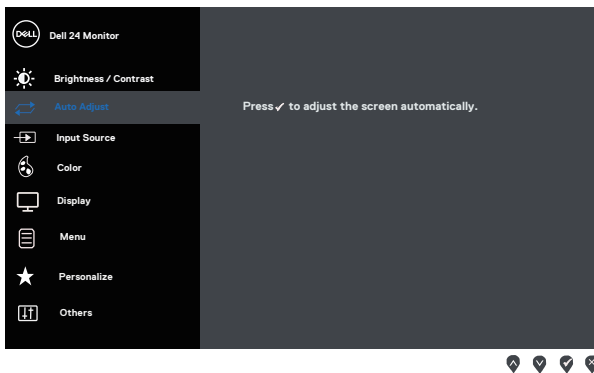 DELL
Dell 24 Monitor
Brightness / Contrast
Auto Adjust
Press ✓ to adjust the screen automatically.
Input Source
Color
Display
Menu
Personalize
Others